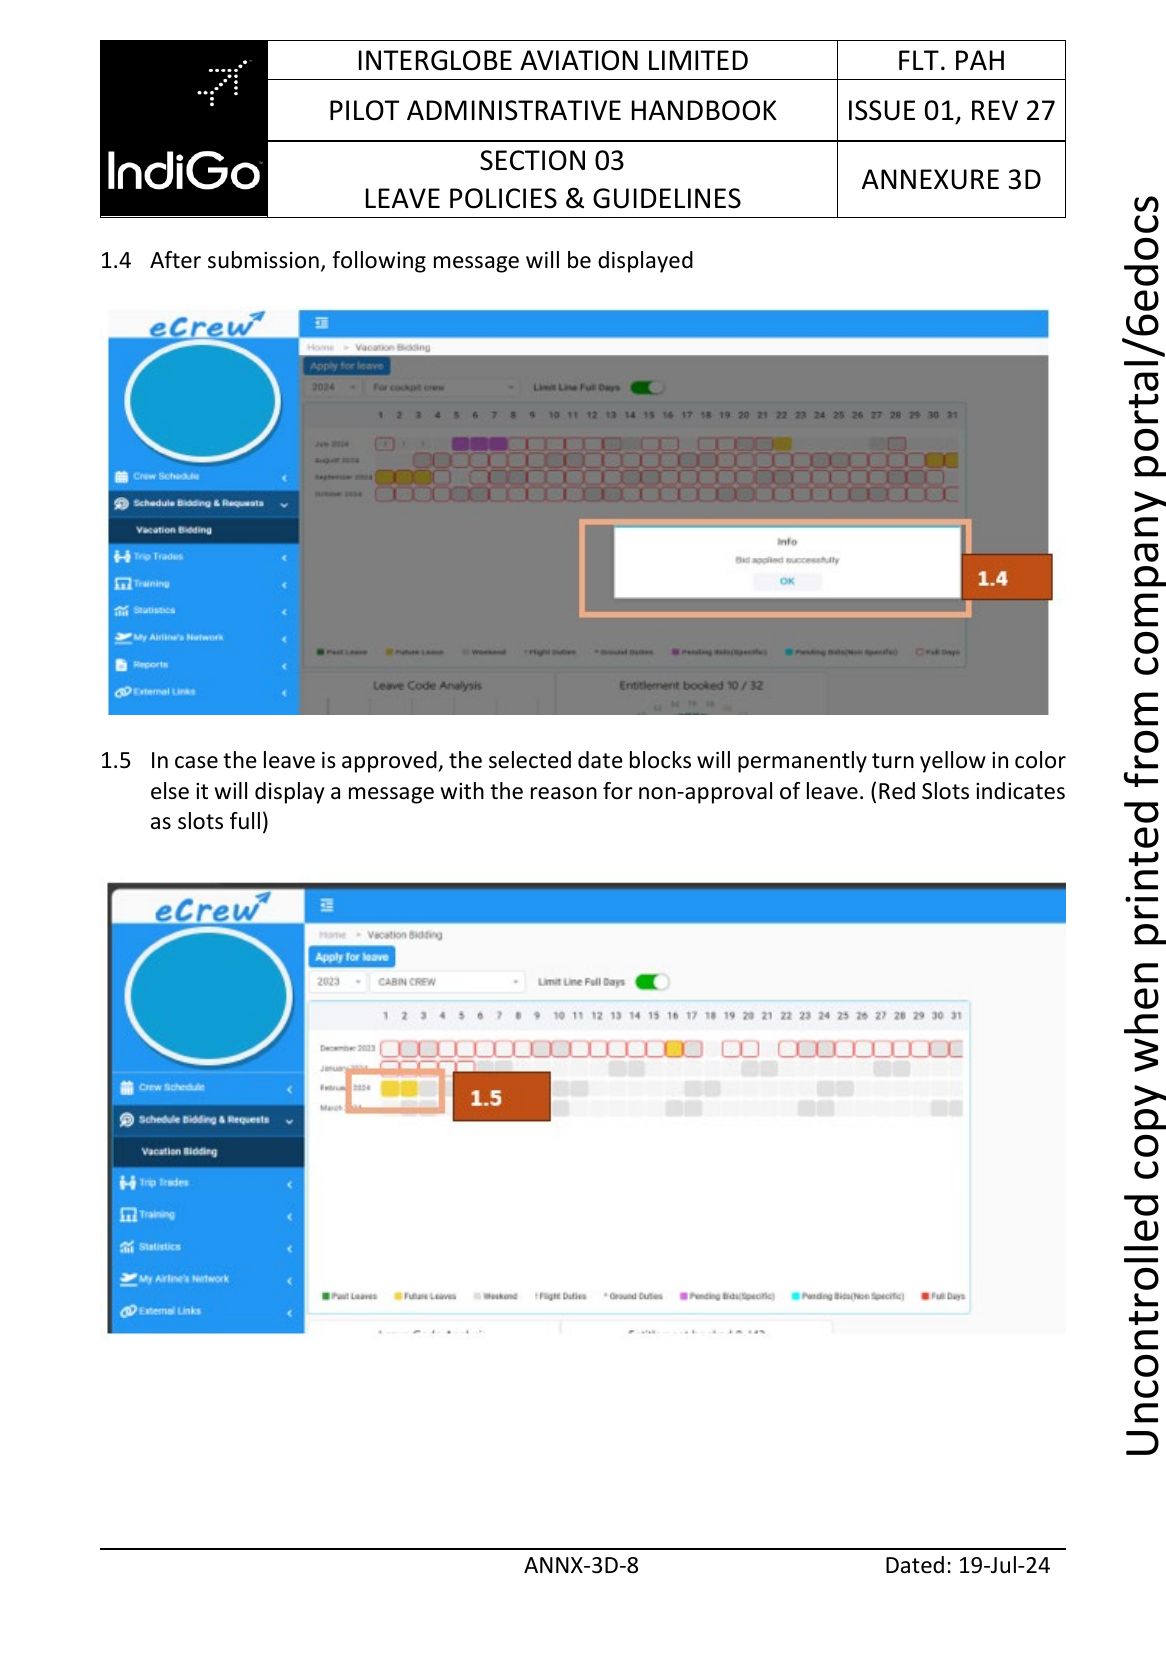 INTERGLOBE AVIATION LIMITED
FLT. PAH
PILOT ADMINISTRATIVE HANDBOOK
ISSUE 01, REV 27
IndiGo
SECTION 03
LEAVE POLICIES & GUIDELINES
ANNEXURE 3D
1.4 After submission, following message will be displayed
eCrew
Home > Vacation Bidding
Apply for leave
2024 For cockpit crew Limit Line Full Days
1 2 3 4 5 6 7 8 9 10 11 12 13 14 15 16 17 18 19 20 21 22 23 24 25 26 27 28 29 30 31
July 2024
August 2024
September 2024
October 2024
Crew Schedule
Schedule Bidding & Requests
Vacation Bidding
Trip Trades
Training
Statistics
My Airline's Network
Reports
External Links
Info
Bid applied successfully
OK
1.4
Past Leave Future Leave Weekend ! Flight Duties * Ground Duties Pending Bids(Specific) Pending Bids(Non Specific) Full Days
Leave Code Analysis
Entitlement booked 10 / 32
1.5 In case the leave is approved, the selected date blocks will permanently turn yellow in color
else it will display a message with the reason for non-approval of leave. (Red Slots indicates
as slots full)
eCrew
Home > Vacation Bidding
Apply for leave
2023 CABIN CREW Limit Line Full Days
1 2 3 4 5 6 7 8 9 10 11 12 13 14 15 16 17 18 19 20 21 22 23 24 25 26 27 28 29 30 31
December 2023
January 2024
February 2024
March
1.5
Crew Schedule
Schedule Bidding & Requests
Vacation Bidding
Trip Trades
Training
Statistics
My Airline's Network
External Links
Past Leaves Future Leaves Weekend ! Flight Duties * Ground Duties Pending Bids(Specific) Pending Bids(Non Specific) Full Days
ANNX-3D-8
Dated: 19-Jul-24
Uncontrolled copy when printed from company portal/6edocs